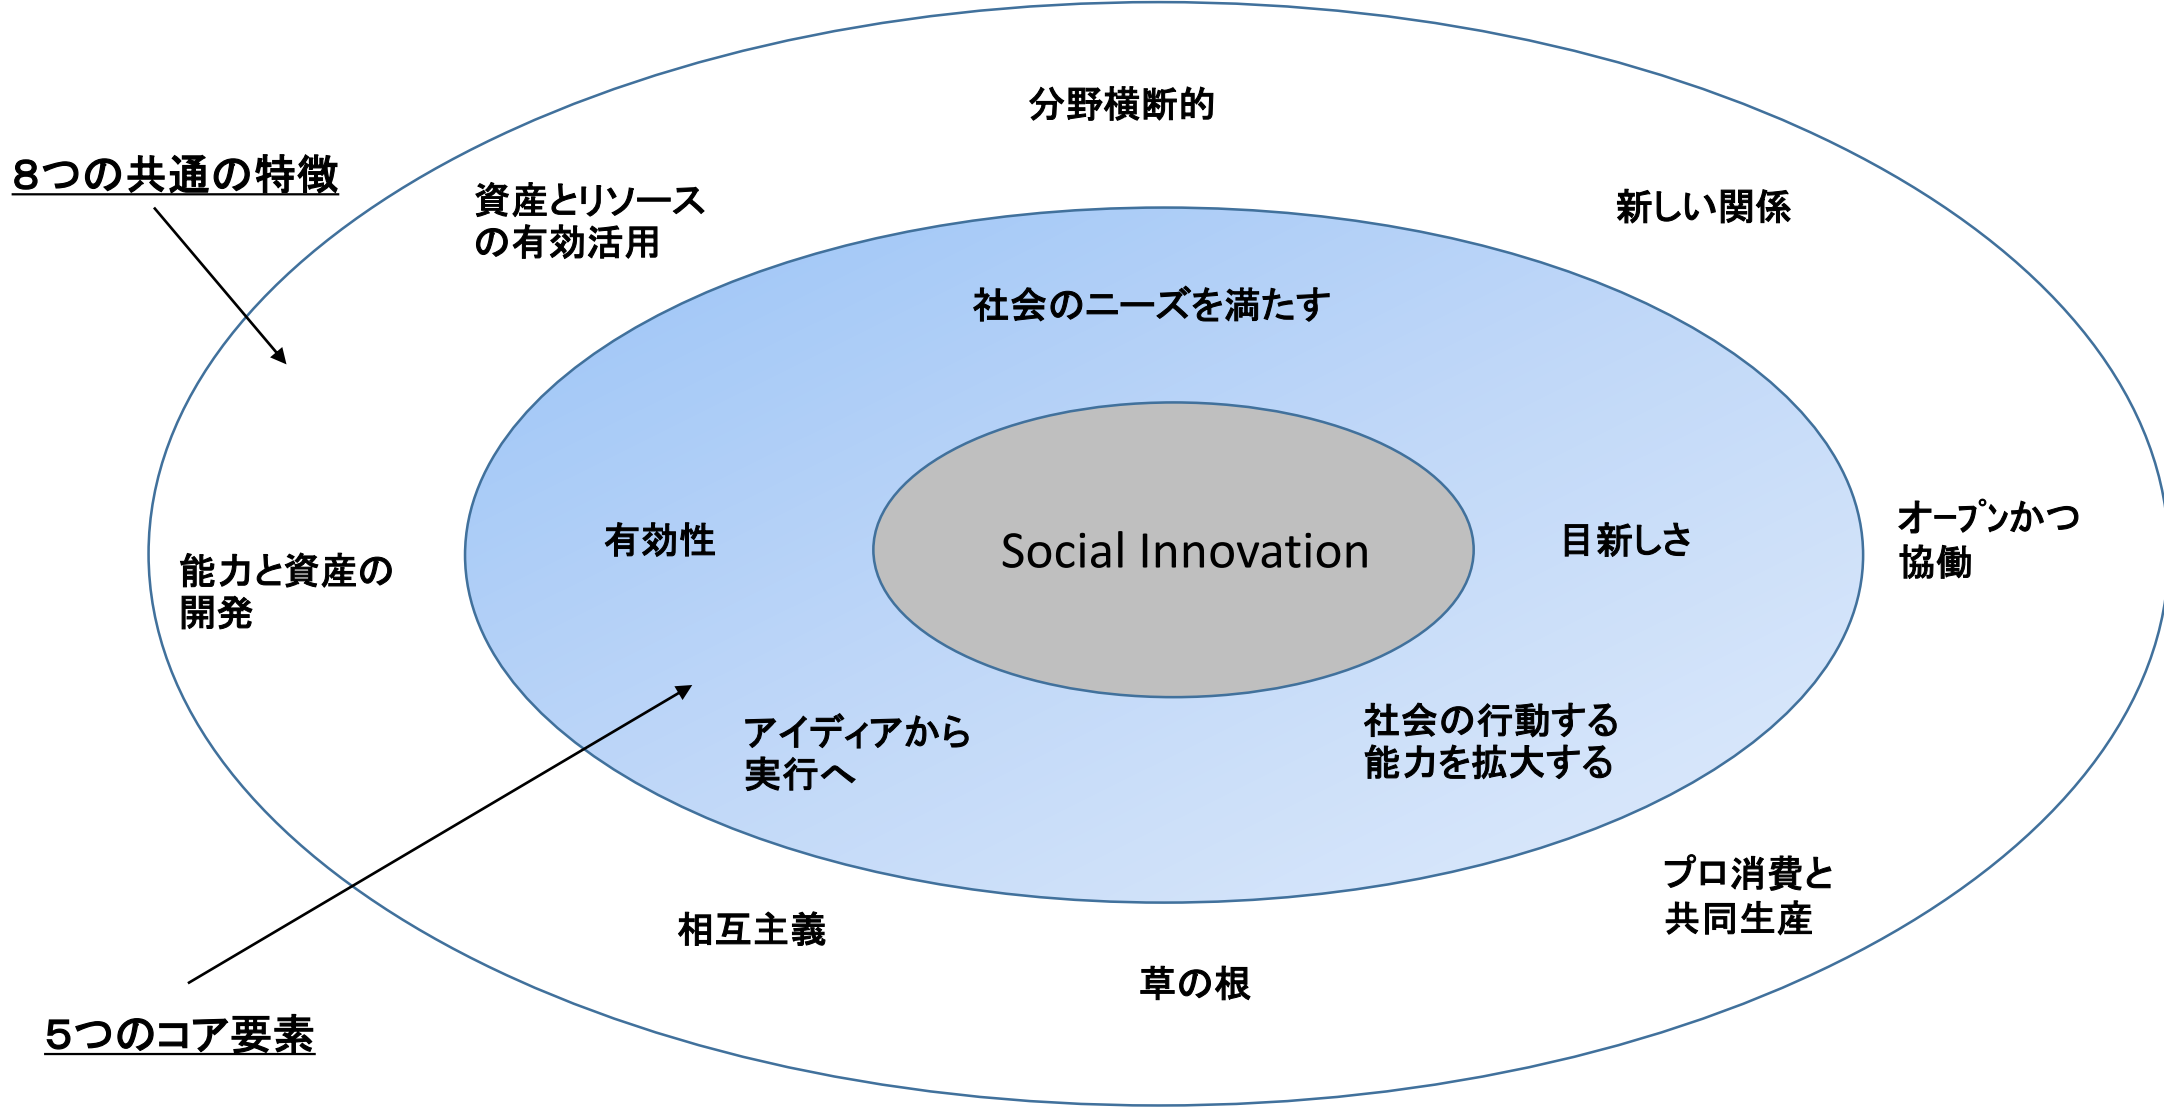 分野横断的
8つの共通の特徴
資産とリソース
の有効活用
新しい関係
社会のニーズを満たす
有効性
Social Innovation
目新しさ
オープンかつ
協働
能力と資産の
開発
アイディアから
実行へ
社会の行動する
能力を拡大する
プロ消費と
共同生産
相互主義
草の根
5つのコア要素